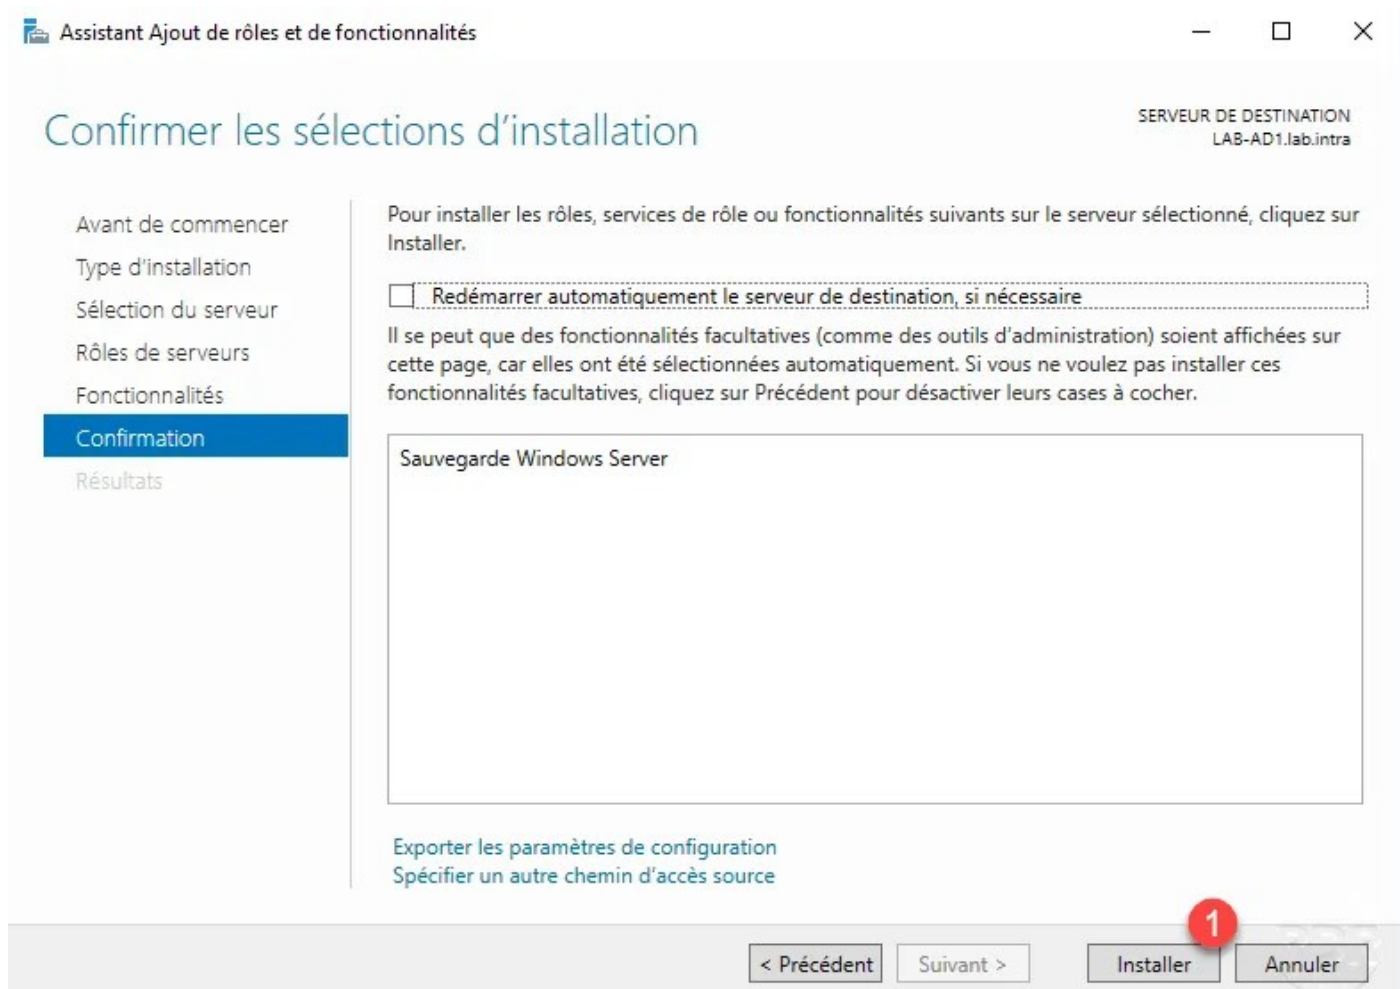 Assistant Ajout de rôles et de fonctionnalités
Confirmer les sélections d'installation
SERVEUR DE DESTINATION
LAB-AD1.lab.intra
Avant de commencer
Type d'installation
Sélection du serveur
Rôles de serveurs
Fonctionnalités
Confirmation
Résultats
Pour installer les rôles, services de rôle ou fonctionnalités suivants sur le serveur sélectionné, cliquez sur
Installer.
Redémarrer automatiquement le serveur de destination, si nécessaire
Il se peut que des fonctionnalités facultatives (comme des outils d'administration) soient affichées sur
cette page, car elles ont été sélectionnées automatiquement. Si vous ne voulez pas installer ces
fonctionnalités facultatives, cliquez sur Précédent pour désactiver leurs cases à cocher.
Sauvegarde Windows Server
Exporter les paramètres de configuration
Spécifier un autre chemin d'accès source
1
< Précédent
Suivant >
Installer
Annuler